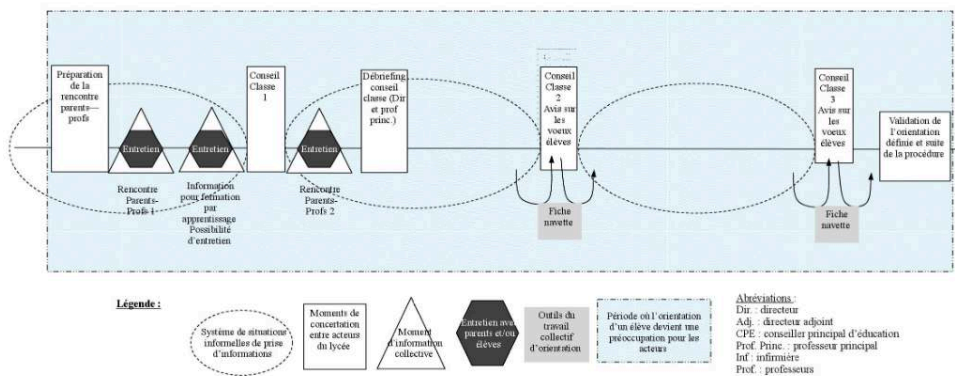 Préparation
de la
rencontre
parents—
profs
Entretien
Rencontre
Parents-
Profs 1
Entretien
Information
pour formation
par
apprentissage
Possibilité
d'entretien
Conseil
Classe
1
Entretien
Rencontre
Parents-
Profs 2
Débriefing
conseil
classe (Dir
et prof
princ.)
Conseil
Classe
2
Avis sur
les
voeux
élèves
Fiche
navette
Conseil
Classe
3
Avis sur
les
voeux
élèves
Fiche
navette
Validation de
l'orientation
définie et suite
de la
procédure
Légende :
Système de situations
informelles de prise
d'informations
Moments de
concertation
entre acteurs
du lycée
Moment
d'information
collective
Entretien avec
parents et/ou
élèves
Outils du
travail
collectif
d'orientation
Période où l'orientation
d'un élève devient une
préoccupation pour les
acteurs
Abréviations :
Dir. : directeur
Adj. : directeur adjoint
CPE : conseiller principal d'éducation
Prof. Princ. : professeur principal
Inf : infirmière
Prof. : professeurs